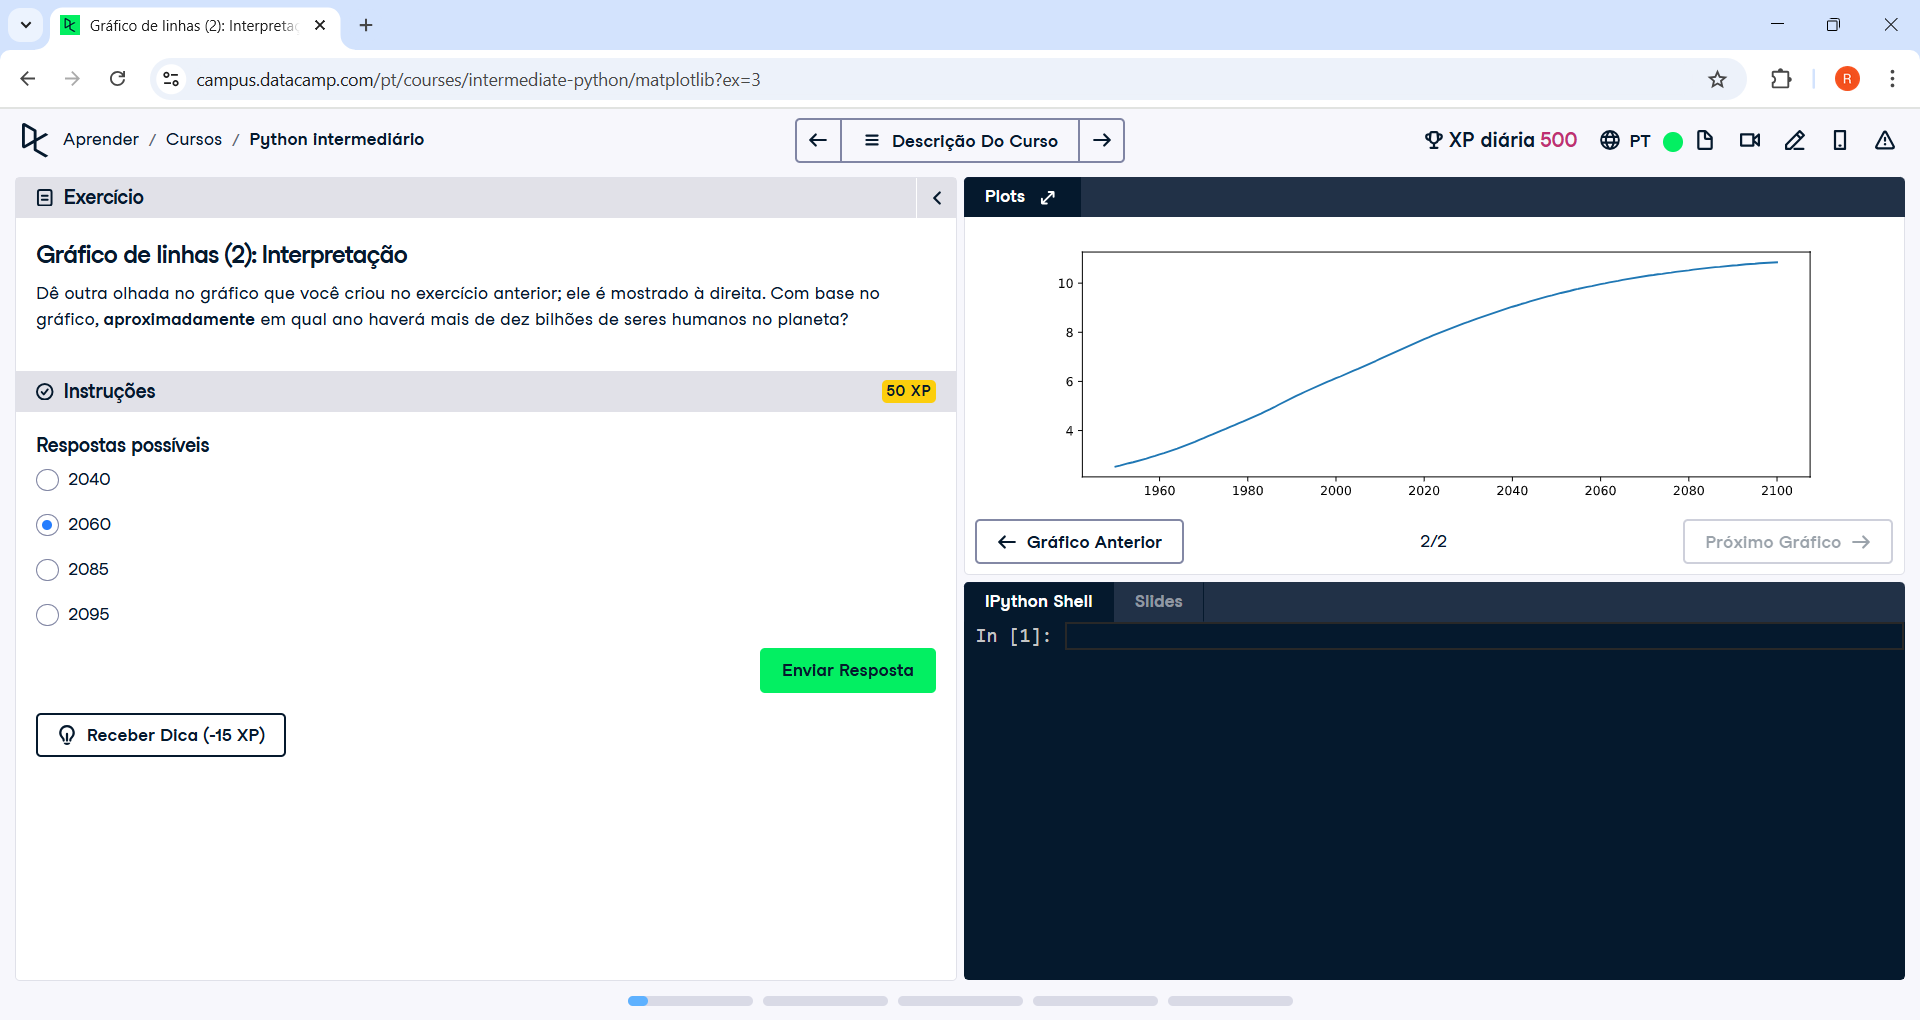 Gráfico de linhas (2): Interpretaç
campus.datacamp.com/pt/courses/intermediate-python/matplotlib?ex=3
R
Aprender / Cursos / Python intermediário
Descrição Do Curso
XP diária 500
PT
Exercício
Gráfico de linhas (2): Interpretação
Dê outra olhada no gráfico que você criou no exercício anterior; ele é mostrado à direita. Com base no
gráfico, aproximadamente em qual ano haverá mais de dez bilhões de seres humanos no planeta?
Instruções
50 XP
Respostas possíveis
2040
2060
2085
2095
Enviar Resposta
Receber Dica (-15 XP)
Plots
10
8
6
4
1960 1980 2000 2020 2040 2060 2080 2100
Gráfico Anterior
2/2
Próximo Gráfico
IPython Shell
Slides
In [1]: